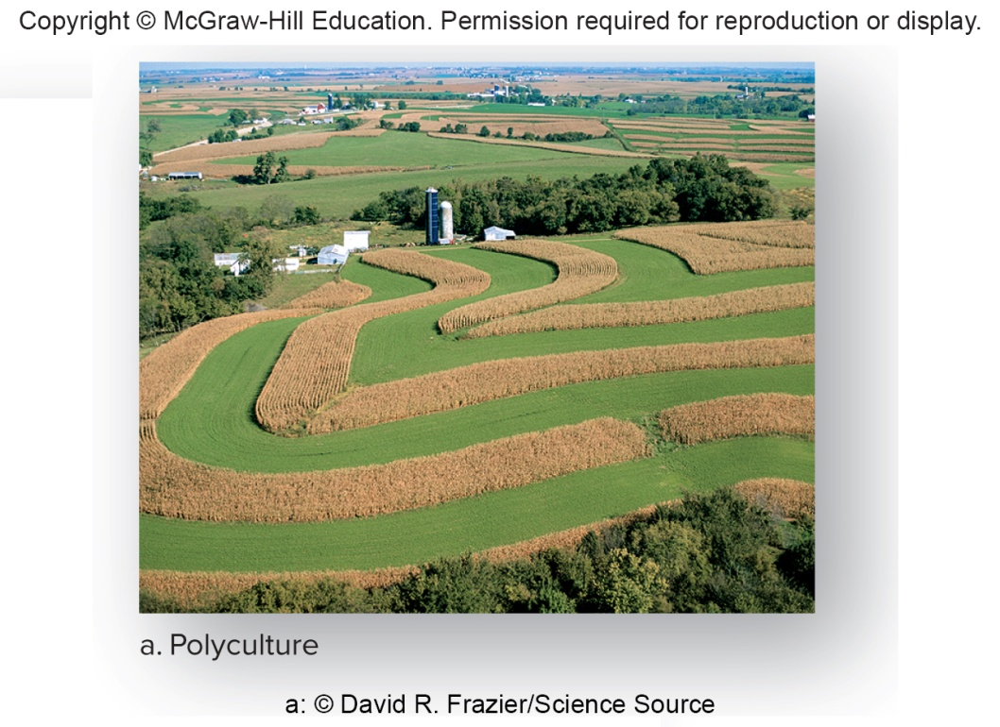 Copyright © McGraw-Hill Education. Permission required for reproduction or display.
a. Polyculture
a: © David R. Frazier/Science Source